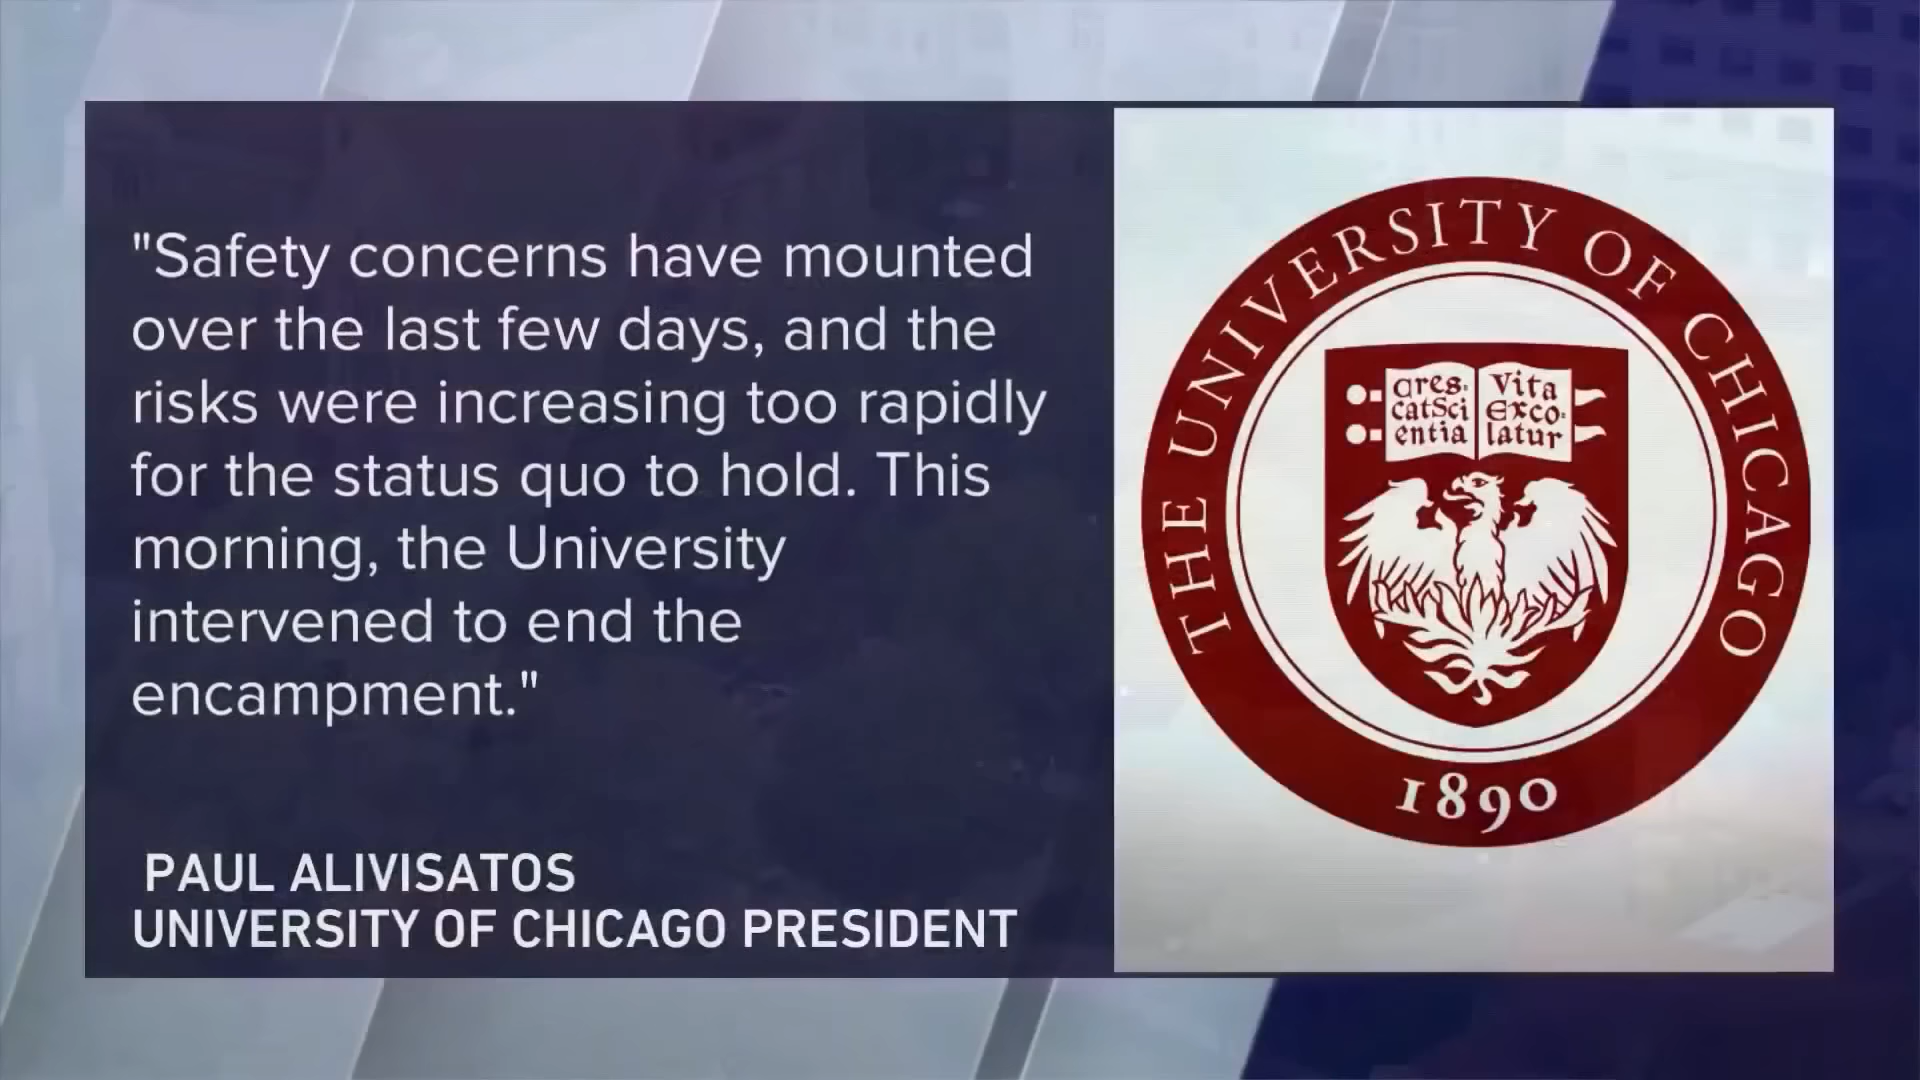 "Safety concerns have mounted
over the last few days, and the
risks were increasing too rapidly
for the status quo to hold. This
morning, the University
intervened to end the
encampment."
PAUL ALIVISATOS
UNIVERSITY OF CHICAGO PRESIDENT
THE UNIVERSITY OF CHICAGO
Cres-
catSci
entia
Vita
Exco-
latur
1890